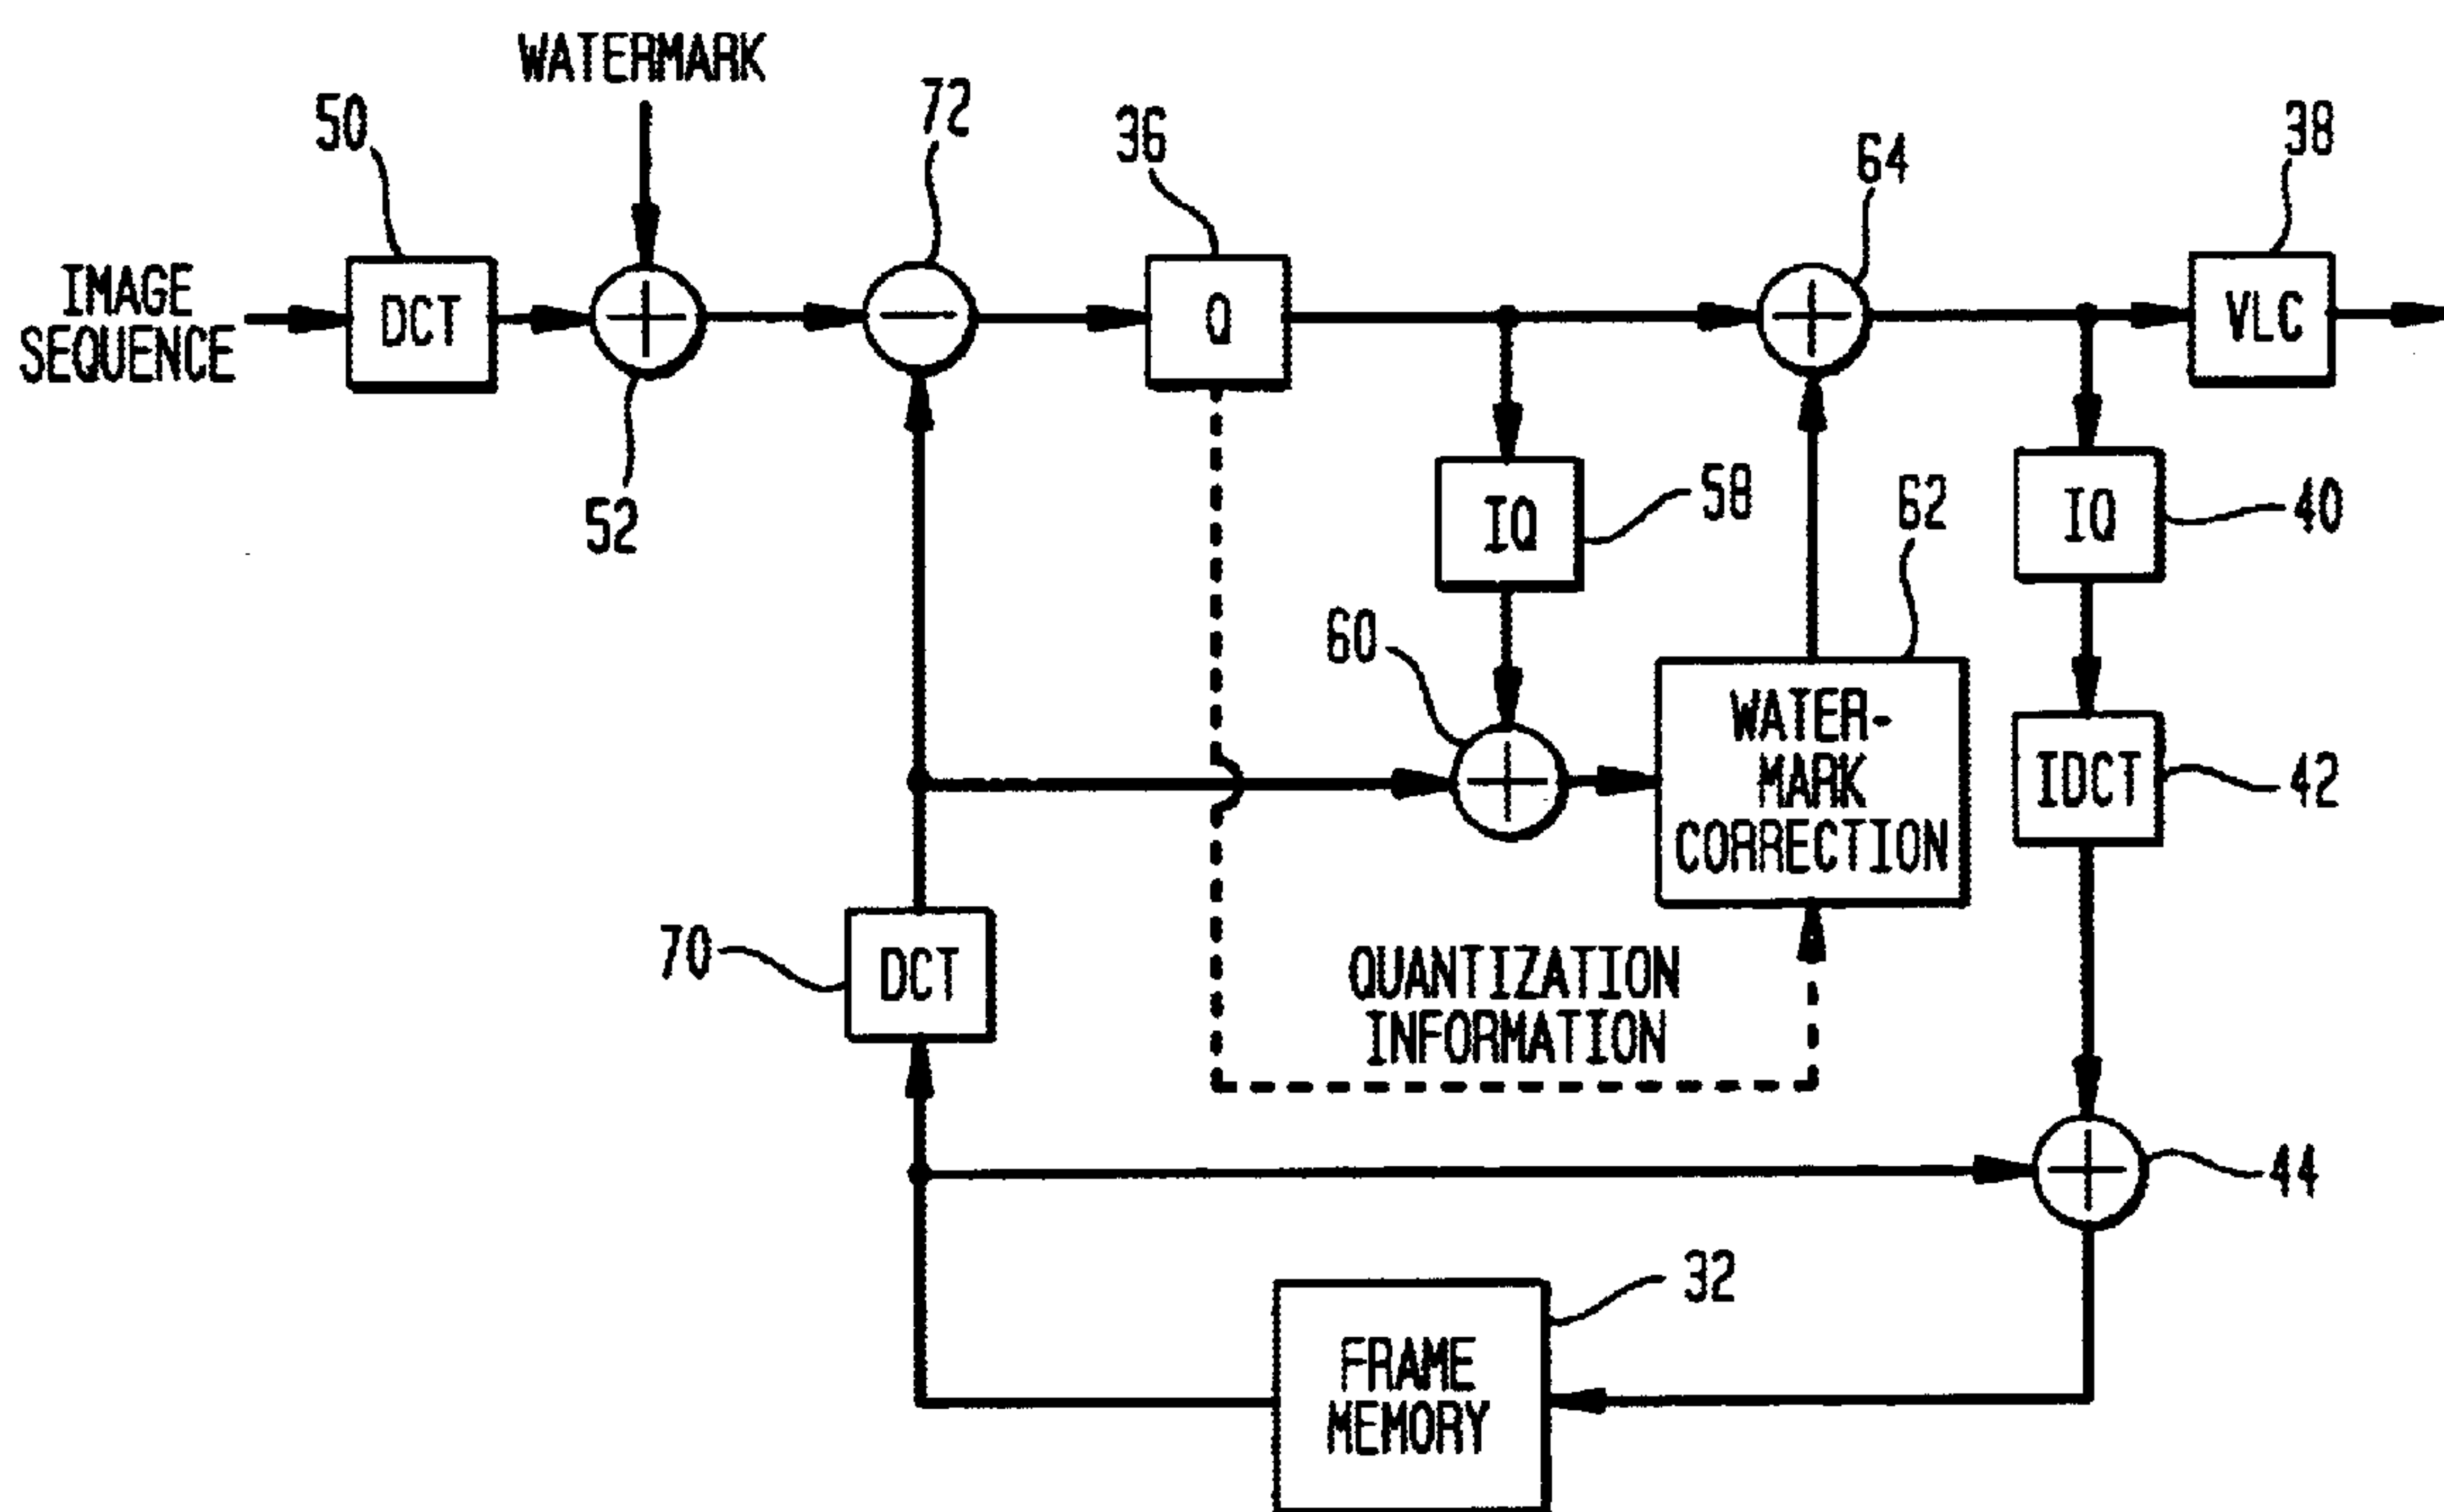 WATERMARK
50
72
36
64
38
IMAGE
SEQUENCE
DCT
Q
VLC
52
IQ
58
62
IQ
40
60
WATER-
MARK
CORRECTION
IDCT
42
70
DCT
QUANTIZATION
INFORMATION
44
32
FRAME
MEMORY